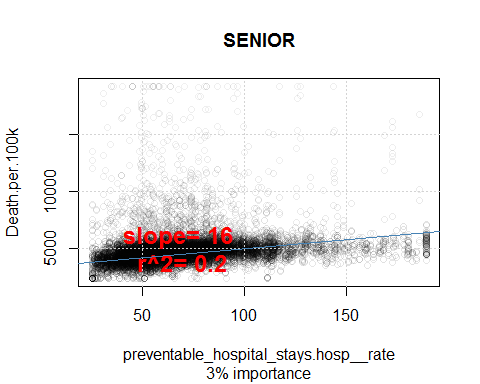 SENIOR
Death.per.100k
5000
10000
slope= 16
r^2= 0.2
50
100
150
preventable_hospital_stays.hosp__rate
3% importance